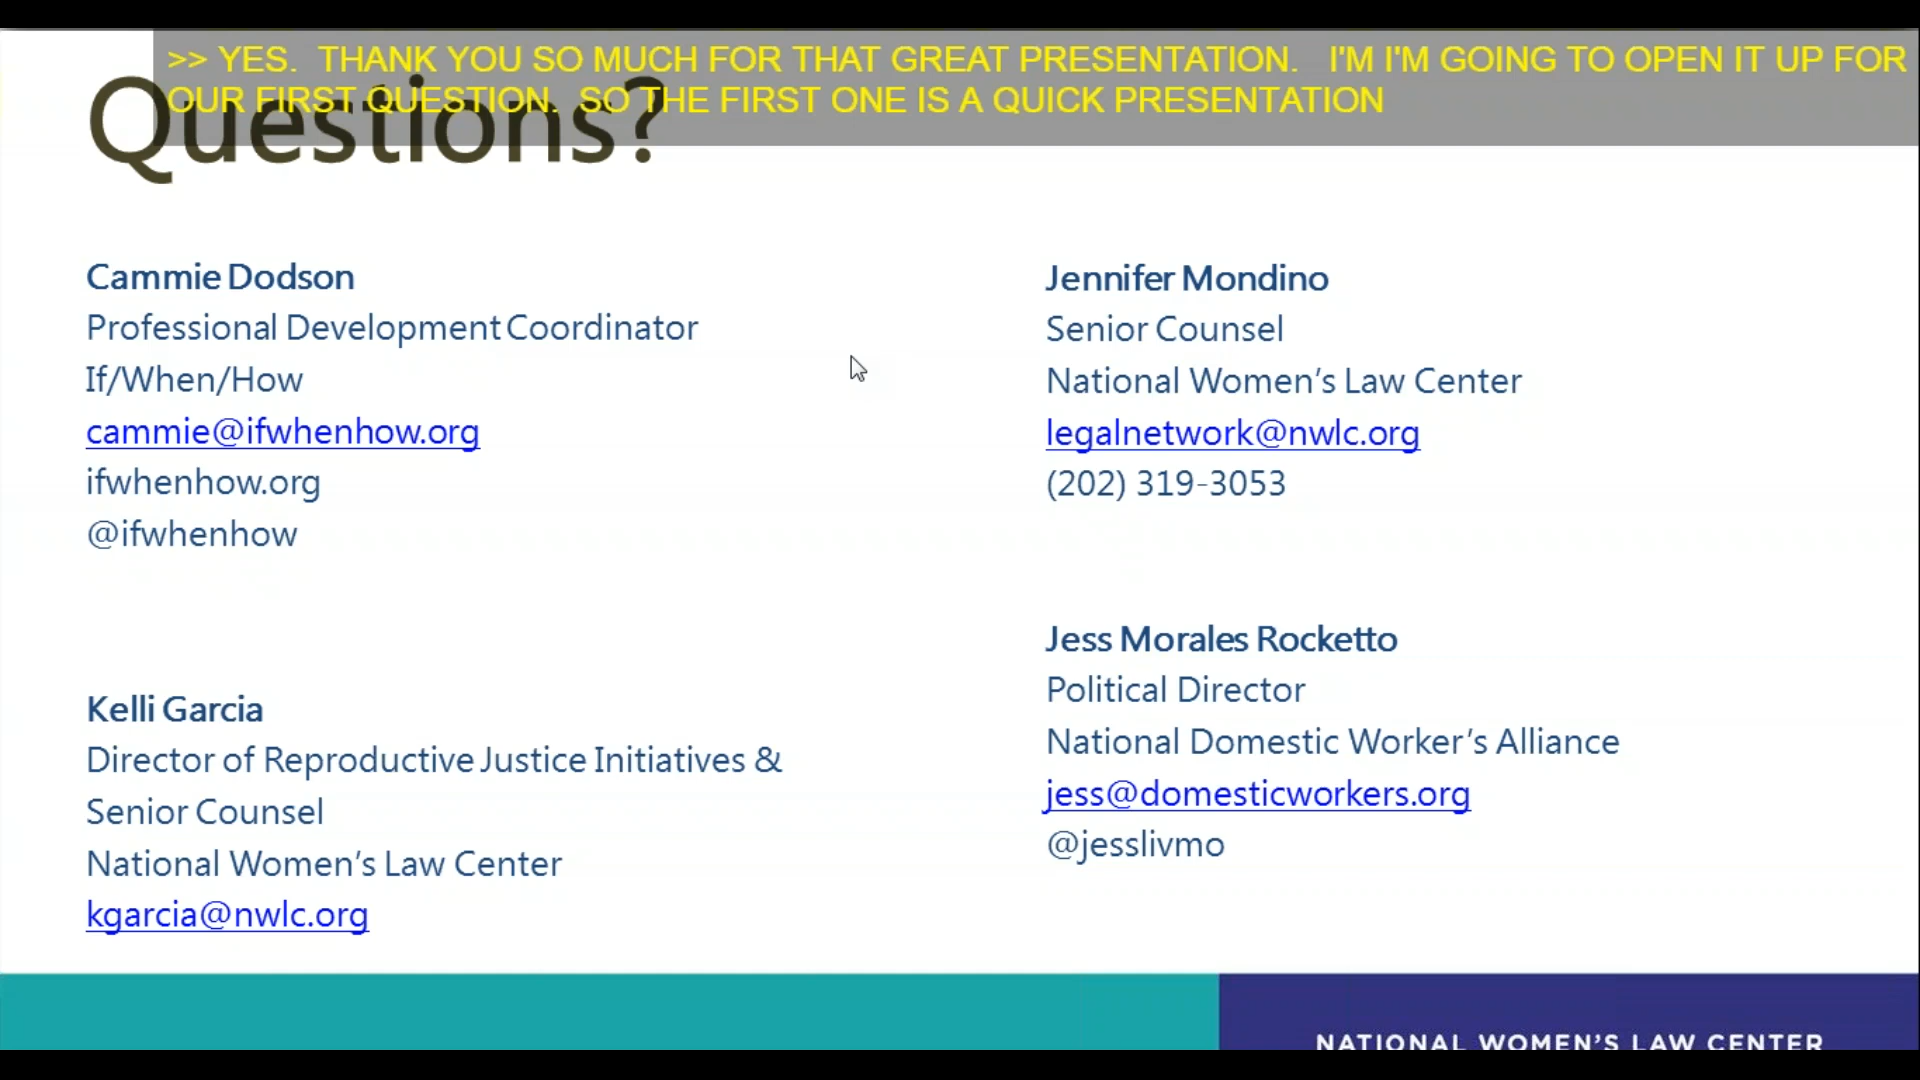 >> YES.  THANK YOU SO MUCH FOR THAT GREAT PRESENTATION.   I'M I'M GOING TO OPEN IT UP FOR
OUR FIRST QUESTION.  SO THE FIRST ONE IS A QUICK PRESENTATION
Questions?
Cammie Dodson
Professional Development Coordinator
If/When/How
cammie@ifwhenhow.org
ifwhenhow.org
@ifwhenhow
Kelli Garcia
Director of Reproductive Justice Initiatives &
Senior Counsel
National Women's Law Center
kgarcia@nwlc.org
Jennifer Mondino
Senior Counsel
National Women's Law Center
legalnetwork@nwlc.org
(202) 319-3053
Jess Morales Rocketto
Political Director
National Domestic Worker's Alliance
jess@domesticworkers.org
@jesslivmo
NATIONAL WOMEN'S LAW CENTER